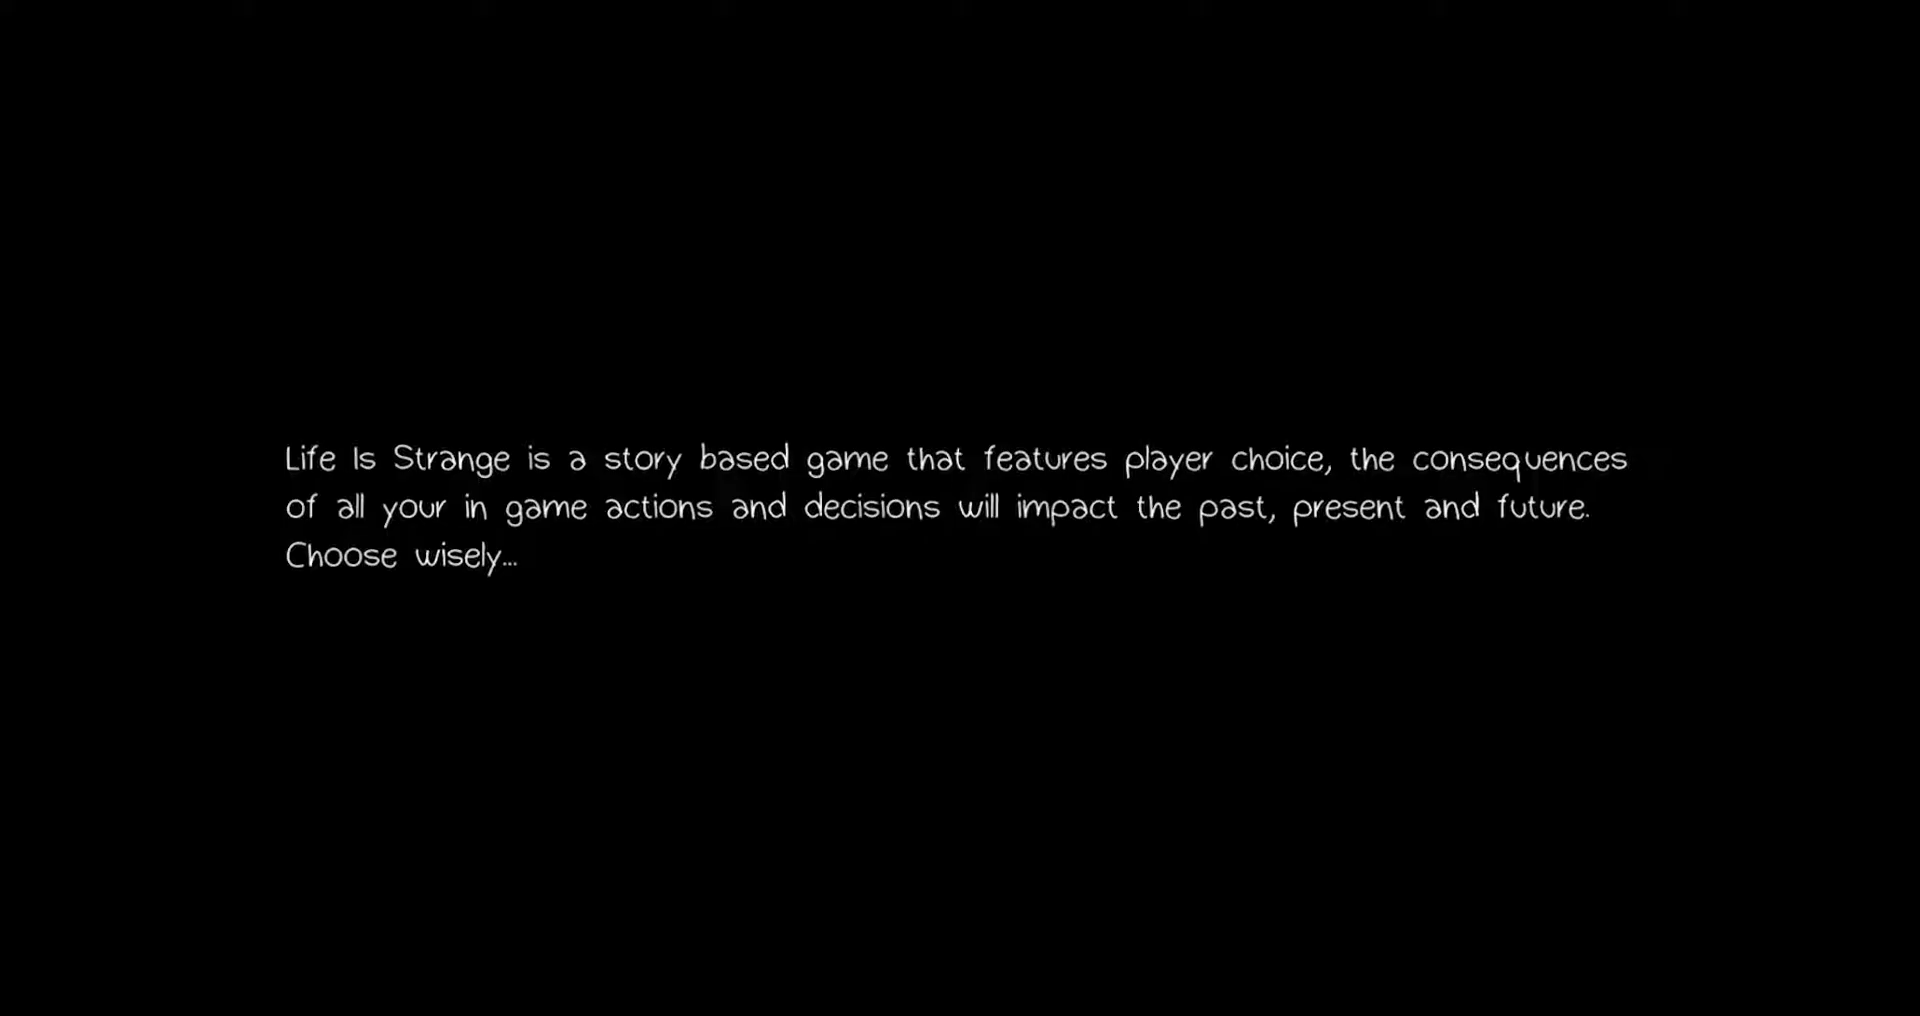 Life Is Strange is a story based game that features player choice, the consequences
of all your in game actions and decisions will impact the past, present and future.
Choose wisely...